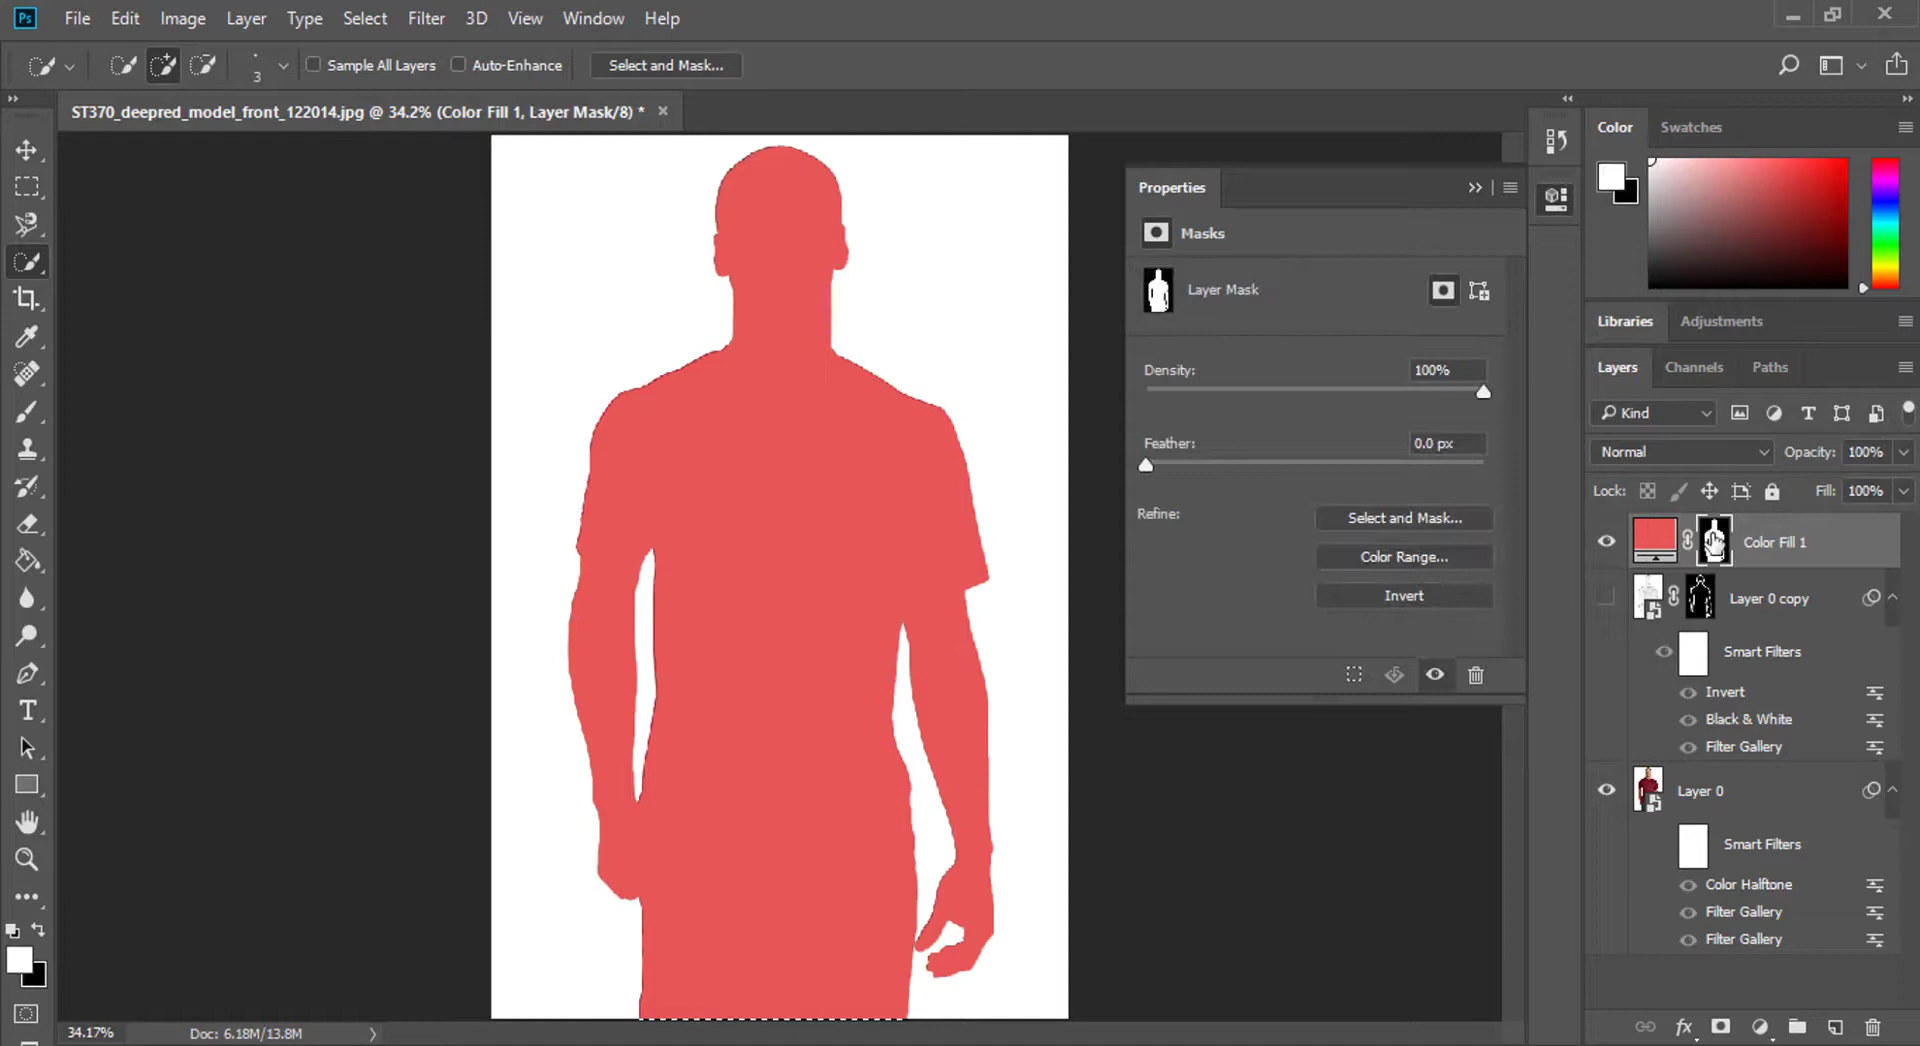 Ps File Edit Image Layer Type Select Filter 3D View Window Help
3 Sample All Layers Auto-Enhance Select and Mask...
ST370_deepred_model_front_122014.jpg @ 34.2% (Color Fill 1, Layer Mask/8) *
Color Swatches
Properties
Masks
Layer Mask
Density: 100%
Feather: 0.0 px
Refine: Select and Mask...
Color Range...
Invert
Libraries Adjustments
Layers Channels Paths
Kind
Normal Opacity: 100%
Lock: Fill: 100%
Color Fill 1
Layer 0 copy
Smart Filters
Invert
Black & White
Filter Gallery
Layer 0
Smart Filters
Color Halftone
Filter Gallery
Filter Gallery
fx
34.17% Doc: 6.18M/13.8M